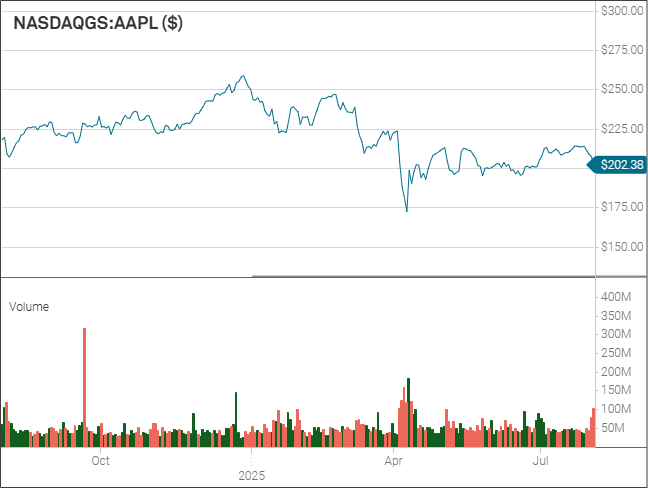 NASDAQGS:AAPL ($)
$300.00
$275.00
$250.00
$225.00
$202.38
$175.00
$150.00
Volume
400M
350M
300M
250M
200M
150M
100M
50M
Oct
Apr
Jul
2025